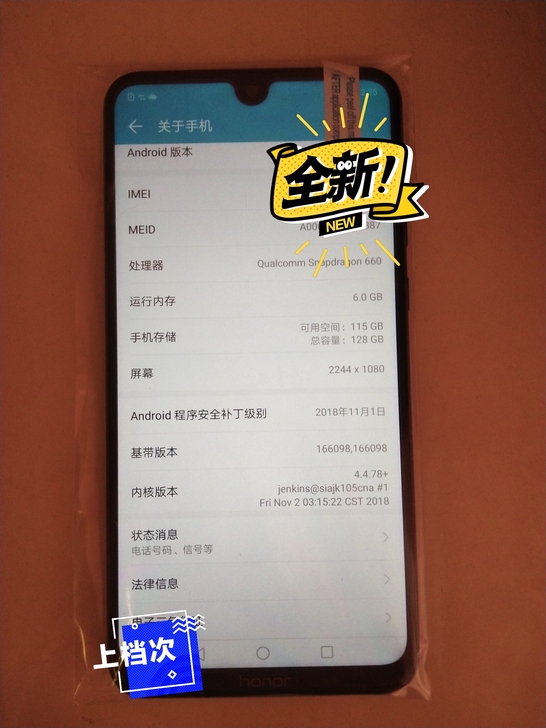 关于手机
Android 版本
全新!
NEW
IMEI
MEID
处理器 Qualcomm Snapdragon 660
运行内存 6.0 GB
手机存储 可用空间：115 GB
总容量：128 GB
屏幕 2244 x 1080
Android 程序安全补丁级别 2018年11月1日
基带版本 166098,166098
内核版本 4.4.78+
jenkins@siajk105cna #1
Fri Nov 2 03:15:22 CST 2018
状态消息
电话号码、信号等
法律信息
上档次
honor